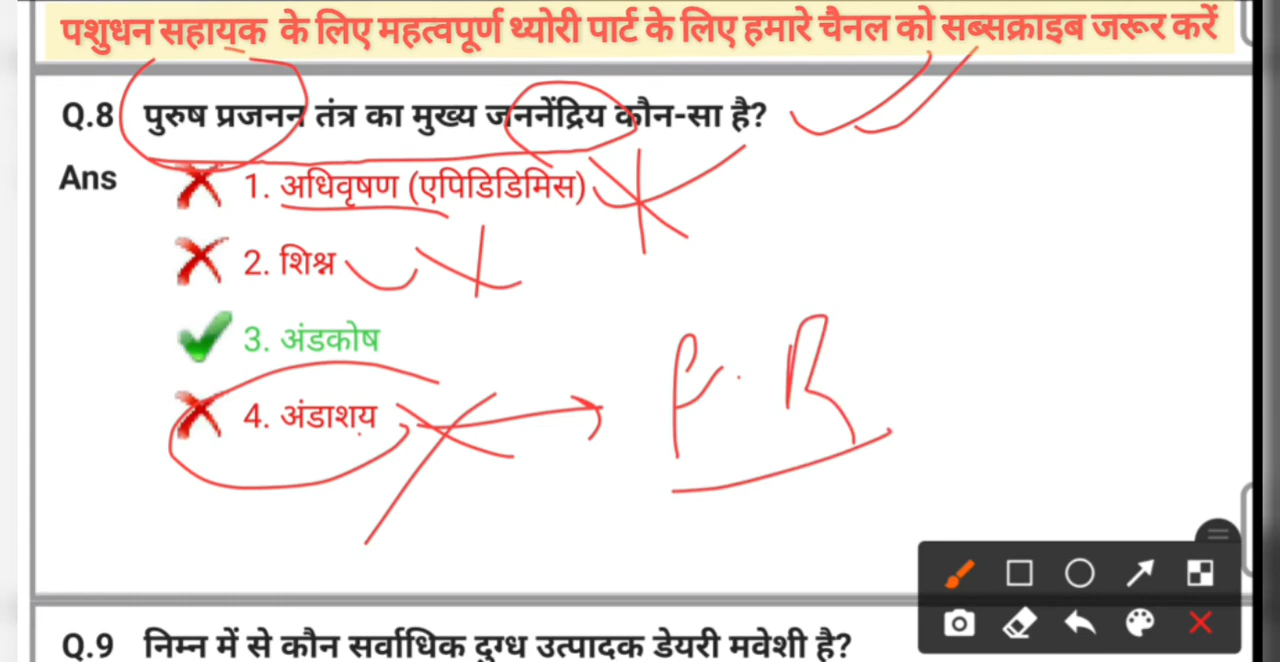 पशुधन सहायक के लिए महत्वपूर्ण थ्योरी पार्ट के लिए हमारे चैनल को सब्सक्राइब जरूर करें
Q.8 पुरुष प्रजनन तंत्र का मुख्य जननेंद्रिय कौन-सा है?
Ans 1. अधिवृषण (एपिडिडिमिस)
2. शिश्न
3. अंडकोष
4. अंडाशय
Q.9 निम्न में से कौन सर्वाधिक दुग्ध उत्पादक डेयरी मवेशी है?